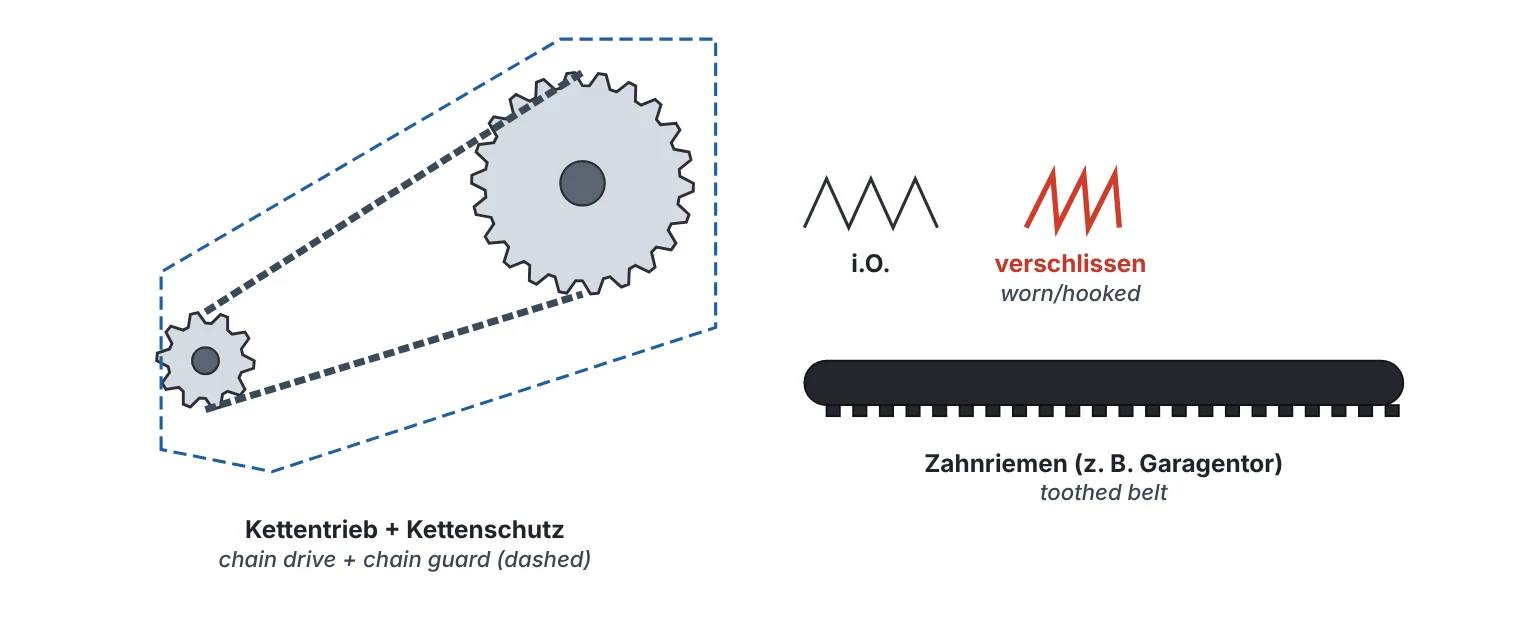 i.O.
verschlissen
worn/hooked
Zahnriemen (z. B. Garagentor)
toothed belt
Kettentrieb + Kettenschutz
chain drive + chain guard (dashed)